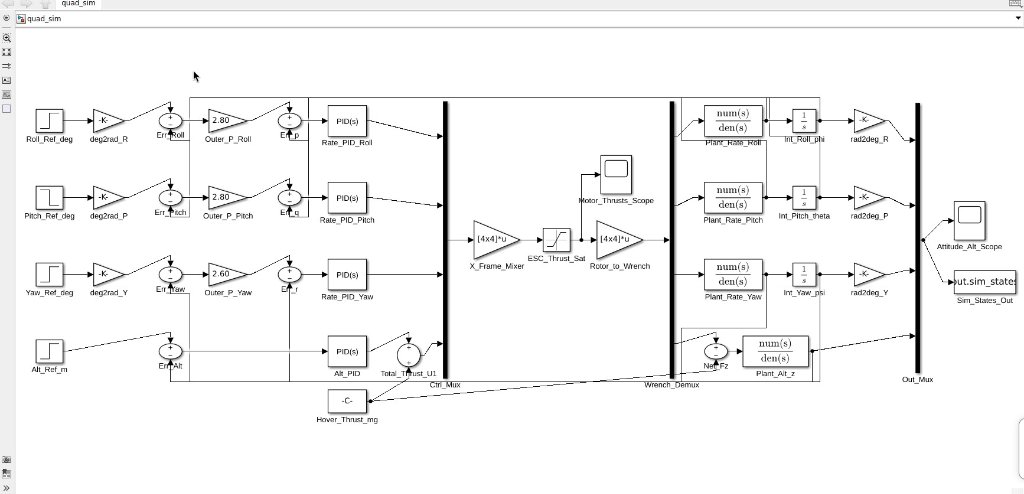 quad_sim
quad_sim
Roll_Ref_deg
-K-
deg2rad_R
Err_Roll
2.80
Outer_P_Roll
Err_p
PID(s)
Rate_PID_Roll
num(s)
den(s)
Plant_Rate_Roll
1
s
Int_Roll_phi
-K-
rad2deg_R
Pitch_Ref_deg
-K-
deg2rad_P
Err_Pitch
2.80
Outer_P_Pitch
Err_q
PID(s)
Rate_PID_Pitch
Motor_Thrusts_Scope
num(s)
den(s)
Plant_Rate_Pitch
1
s
Int_Pitch_theta
-K-
rad2deg_P
Attitude_Alt_Scope
[4x4]*u
X_Frame_Mixer
ESC_Thrust_Sat
[4x4]*u
Rotor_to_Wrench
Yaw_Ref_deg
-K-
deg2rad_Y
Err_Yaw
2.60
Outer_P_Yaw
Err_r
PID(s)
Rate_PID_Yaw
num(s)
den(s)
Plant_Rate_Yaw
1
s
Int_Yaw_psi
-K-
rad2deg_Y
out.sim_states
Sim_States_Out
Alt_Ref_m
Err_Alt
PID(s)
Alt_PID
Total_Thrust_U1
Ctrl_Mux
Wrench_Demux
Net_Fz
num(s)
den(s)
Plant_Alt_z
Out_Mux
-C-
Hover_Thrust_mg